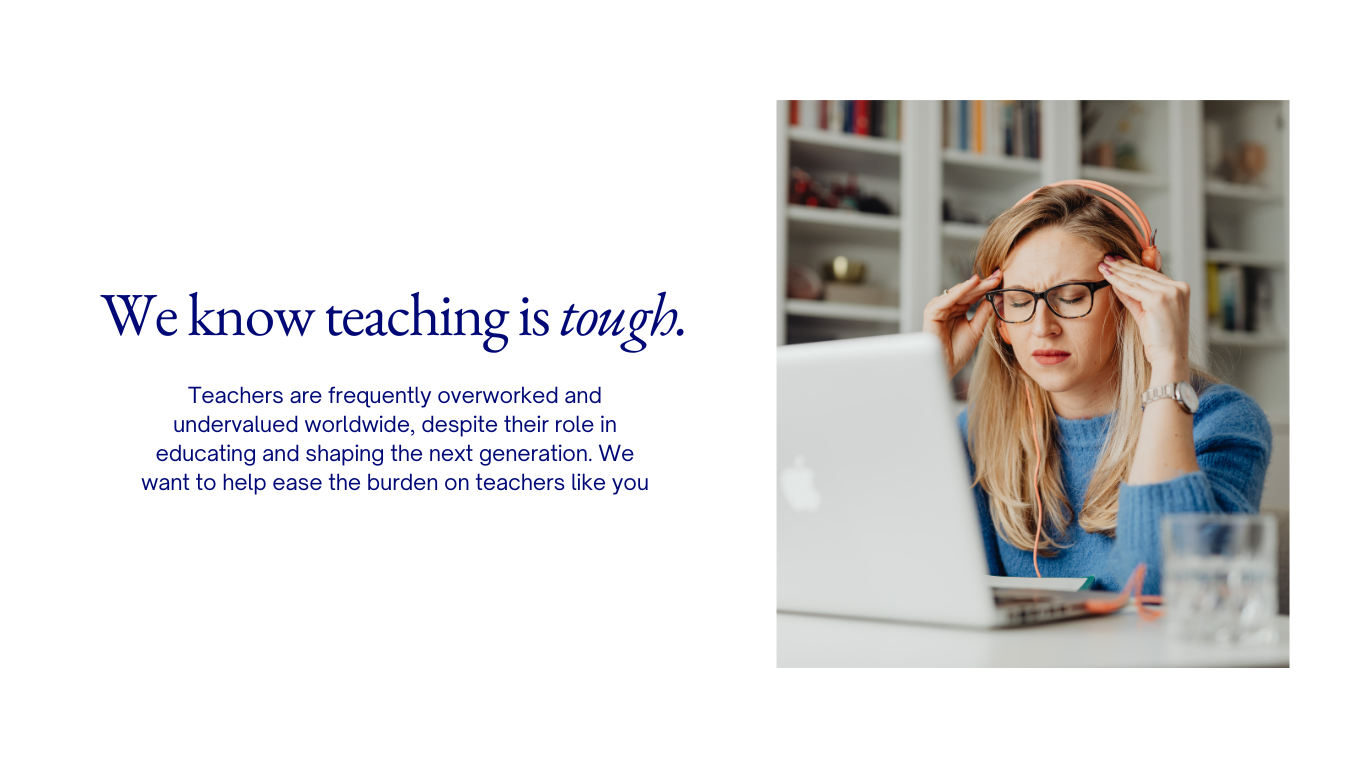 We know teaching is tough.
Teachers are frequently overworked and
undervalued worldwide, despite their role in
educating and shaping the next generation. We
want to help ease the burden on teachers like you